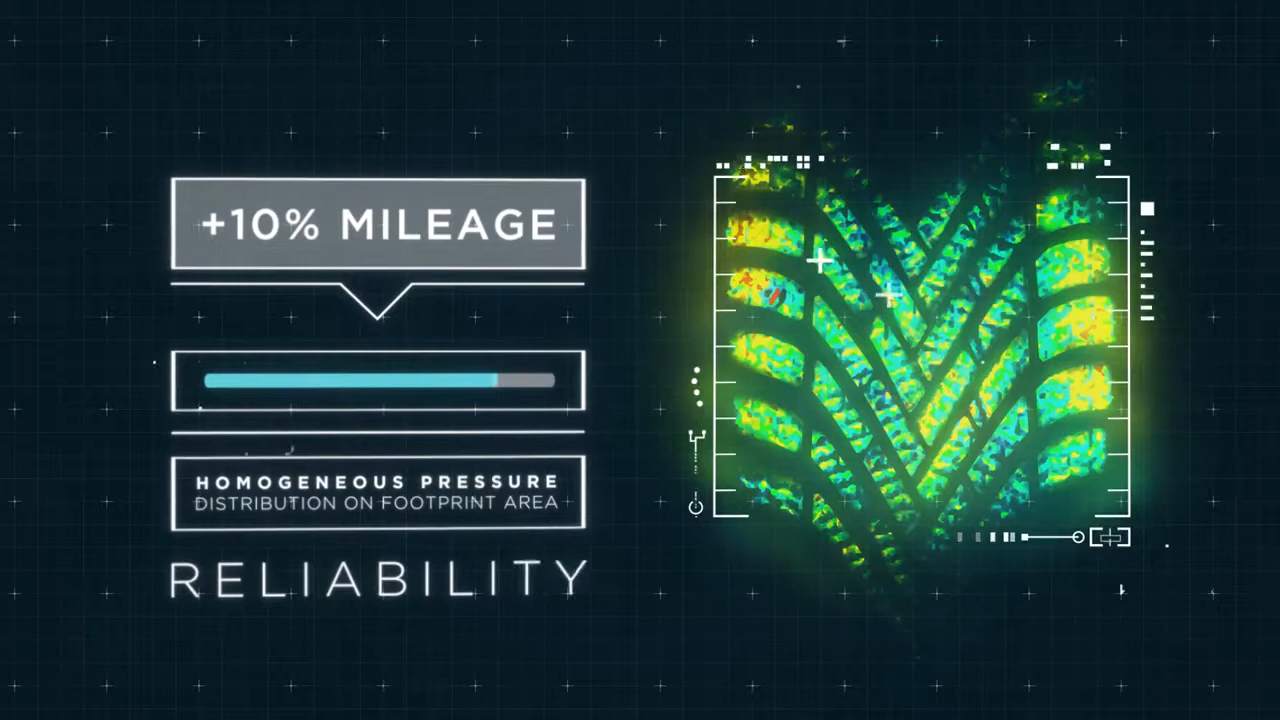 +10% MILEAGE
HOMOGENEOUS PRESSURE
DISTRIBUTION ON FOOTPRINT AREA
RELIABILITY